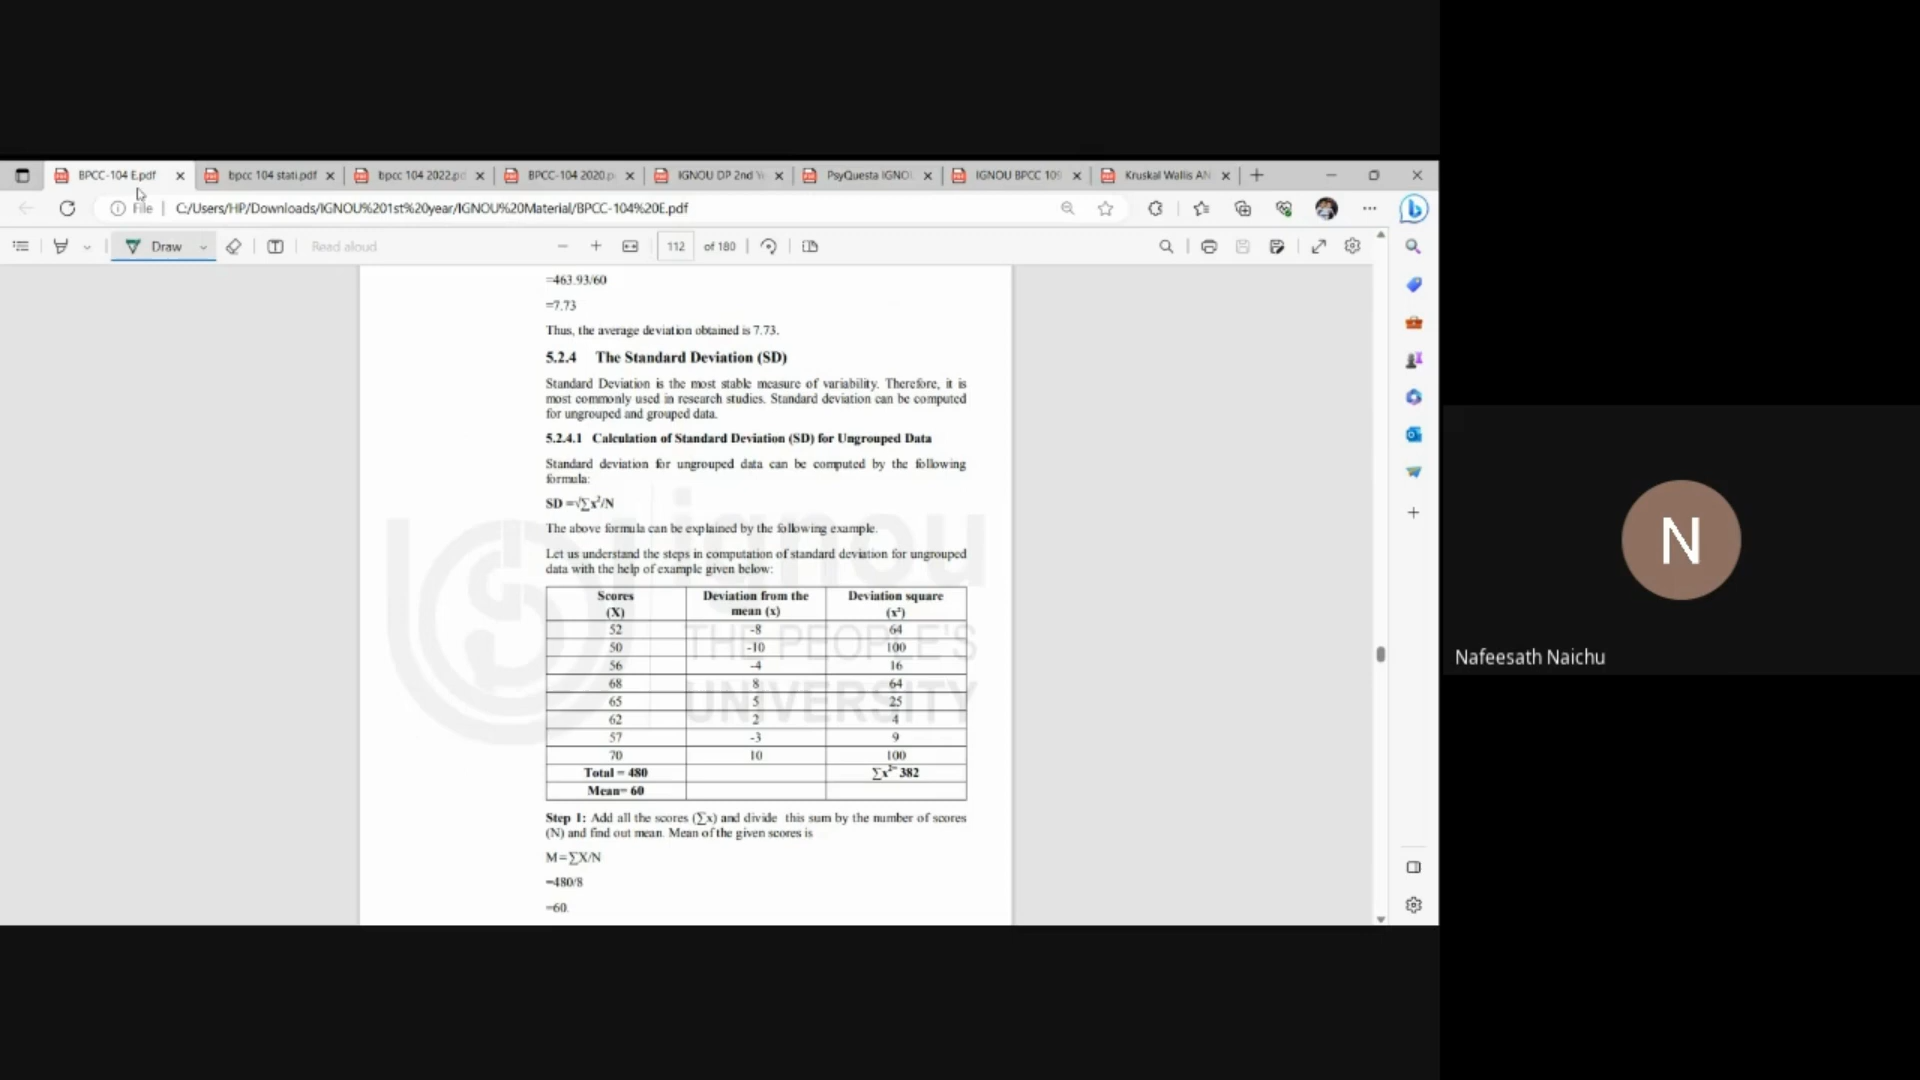 BPCC-104 E.pdf
bpcc 104 stati.pdf
bpcc 104 2022.pd
BPCC-104 2020.p
IGNOU DP 2nd Y
PsyQuesta IGNOU
IGNOU BPCC 109
Kruskal Wallis AN
File
C:/Users/HP/Downloads/IGNOU%201st%20year/IGNOU%20Material/BPCC-104%20E.pdf
Draw
Read aloud
112 of 180
=463.93/60
=7.73
Thus, the average deviation obtained is 7.73.
5.2.4 The Standard Deviation (SD)
Standard Deviation is the most stable measure of variability. Therefore, it is
most commonly used in research studies. Standard deviation can be computed
for ungrouped and grouped data.
5.2.4.1 Calculation of Standard Deviation (SD) for Ungrouped Data
Standard deviation for ungrouped data can be computed by the following
formula:
SD =√∑x²/N
The above formula can be explained by the following example.
Let us understand the steps in computation of standard deviation for ungrouped
data with the help of example given below:
Scores (X) Deviation from the mean (x) Deviation square (x²)
52 -8 64
50 -10 100
56 -4 16
68 8 64
65 5 25
62 2 4
57 -3 9
70 10 100
Total = 480 ∑x²= 382
Mean= 60
Step 1: Add all the scores (∑x) and divide this sum by the number of scores
(N) and find out mean. Mean of the given scores is
M=∑X/N
=480/8
=60.
ignou
THE PEOPLE'S
UNIVERSITY
N
Nafeesath Naichu